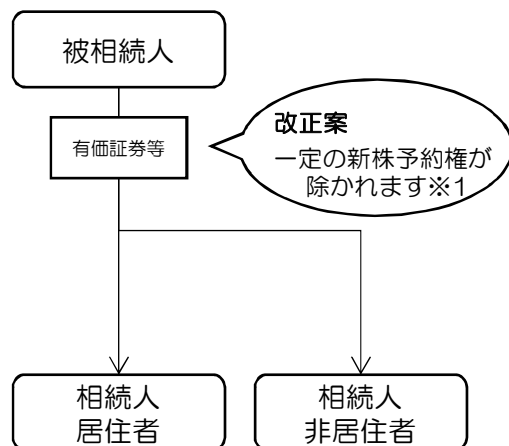 被相続人
有価証券等
改正案
一定の新株予約権が
除かれます※1
相続人
居住者
相続人
非居住者